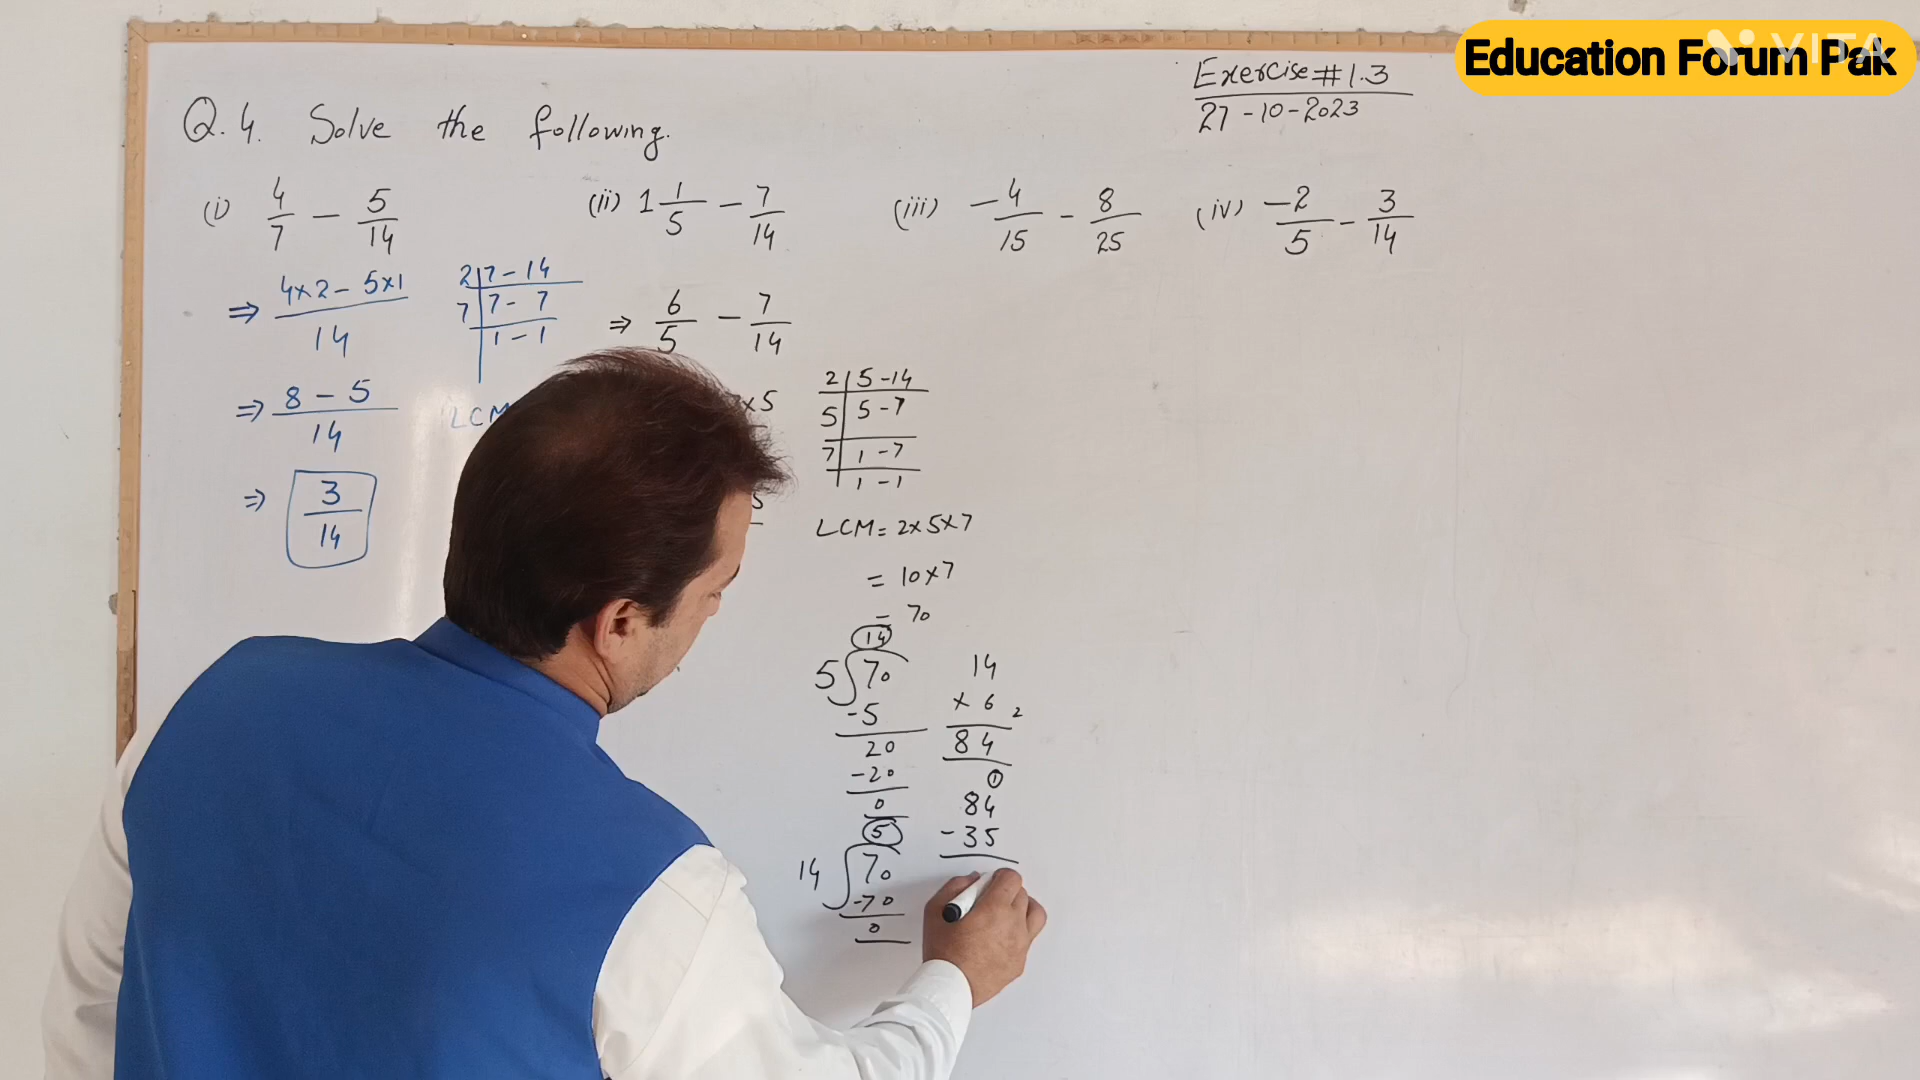 Education Forum Pak
VITA
Exercise # 1.3
27-10-2023
Q.4. Solve the following.
(i) 4/7 - 5/14
(ii) 1 1/5 - 7/14
(iii) -4/15 - 8/25
(iv) -2/5 - 3/14
⇒ 4×2 - 5×1 / 14
2 | 7 - 14
7 | 7 - 7
1 - 1
⇒ 8 - 5 / 14
LCM
⇒ 3/14
⇒ 6/5 - 7/14
×5
2 | 5 - 14
5 | 5 - 7
7 | 1 - 7
1 - 1
LCM = 2×5×7
= 10×7
= 70
14
5 ) 70
-5
20
-20
0
5
14 ) 70
-70
0
14
× 6 2
84
1
84
-35